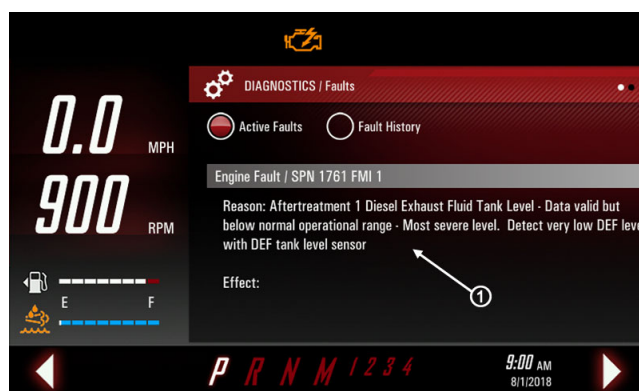 DIAGNOSTICS / Faults
Active Faults Fault History
0.0 MPH
Engine Fault / SPN 1761 FMI 1
900 RPM
Reason: Aftertreatment 1 Diesel Exhaust Fluid Tank Level - Data valid but
below normal operational range - Most severe level. Detect very low DEF leve
with DEF tank level sensor
Effect:
1
E F
P R N M 1 2 3 4
9:00 AM
8/1/2018